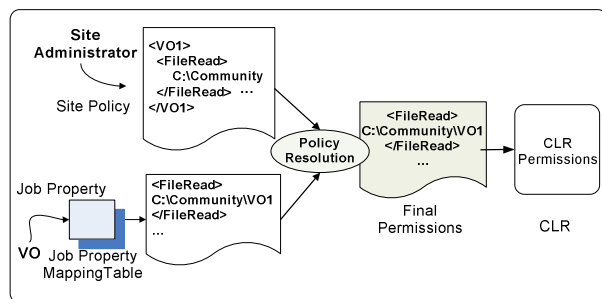 Site
Administrator
Site Policy
<VO1>
<FileRead>
C:\Community
</FileRead> ...
</VO1>
Job Property
VO
Job Property
MappingTable
<FileRead>
C:\Community\VO1
</FileRead>
...
Policy
Resolution
<FileRead>
C:\Community\VO1
</FileRead>
...
Final
Permissions
CLR
Permissions
CLR